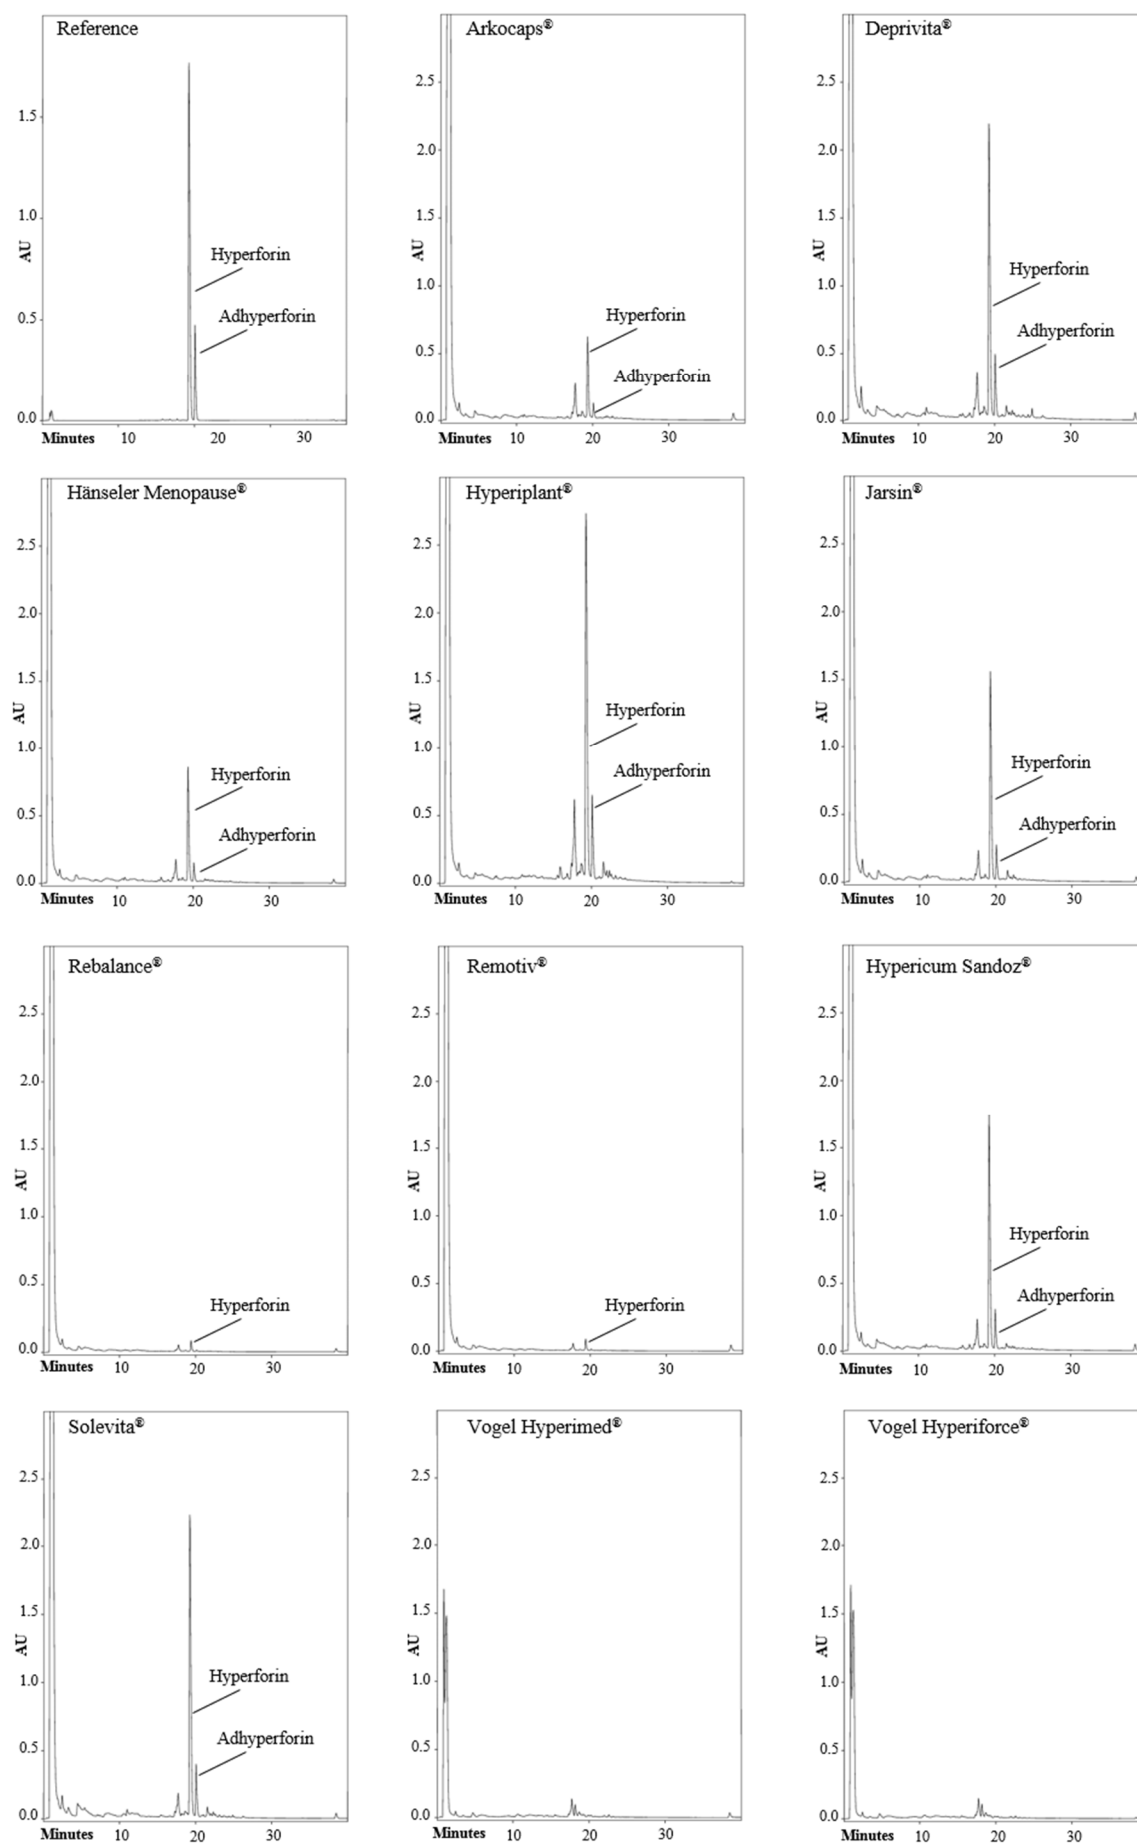 Reference
1.5
1.0
AU
Hyperforin
Adhyperforin
0.5
0.0
Minutes 10 20 30
Arkocaps®
2.5
2.0
1.5
AU
1.0
Hyperforin
0.5
Adhyperforin
0.0
Minutes 10 20 30
Deprivita®
2.5
2.0
1.5
AU
1.0
Hyperforin
Adhyperforin
0.5
0.0
Minutes 10 20 30
Hänseler Menopause®
2.5
2.0
1.5
AU
1.0
Hyperforin
0.5
Adhyperforin
0.0
Minutes 10 20 30
Hyperiplant®
2.5
2.0
1.5
AU
Hyperforin
1.0
Adhyperforin
0.5
0.0
Minutes 10 20 30
Jarsin®
2.5
2.0
1.5
AU
1.0
Hyperforin
0.5
Adhyperforin
0.0
Minutes 10 20 30
Rebalance®
2.5
2.0
1.5
AU
1.0
0.5
Hyperforin
0.0
Minutes 10 20 30
Remotiv®
2.5
2.0
1.5
AU
1.0
0.5
Hyperforin
0.0
Minutes 10 20 30
Hypericum Sandoz®
2.5
2.0
1.5
AU
1.0
Hyperforin
0.5
Adhyperforin
0.0
Minutes 10 20 30
Solevita®
2.5
2.0
1.5
AU
1.0
Hyperforin
Adhyperforin
0.5
0.0
Minutes 10 20 30
Vogel Hyperimed®
2.5
2.0
1.5
AU
1.0
0.5
0.0
Minutes 10 20 30
Vogel Hyperiforce®
2.5
2.0
1.5
AU
1.0
0.5
0.0
Minutes 10 20 30